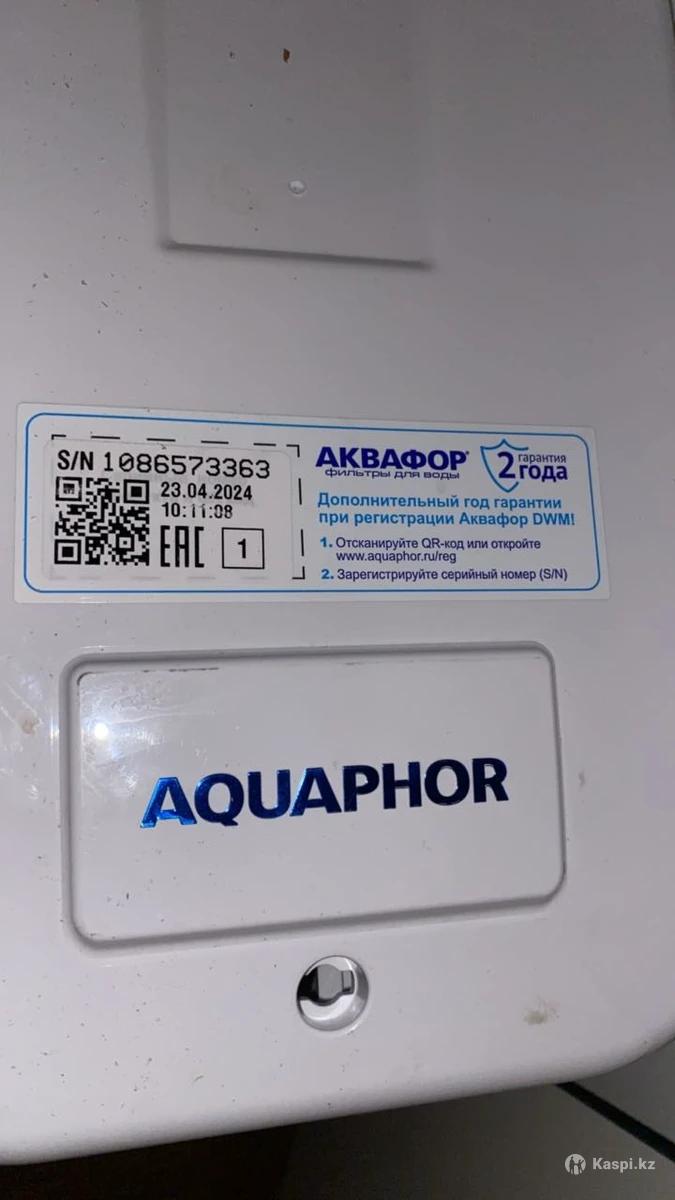 S/N 1086573363
23.04.2024
10:11:08
EAC 1
АКВАФОР®
фильтры для воды
2 гарантия
года
Дополнительный год гарантии
при регистрации Аквафор DWM!
1. Отсканируйте QR-код или откройте
www.aquaphor.ru/reg
2. Зарегистрируйте серийный номер (S/N)
AQUAPHOR
Kaspi.kz